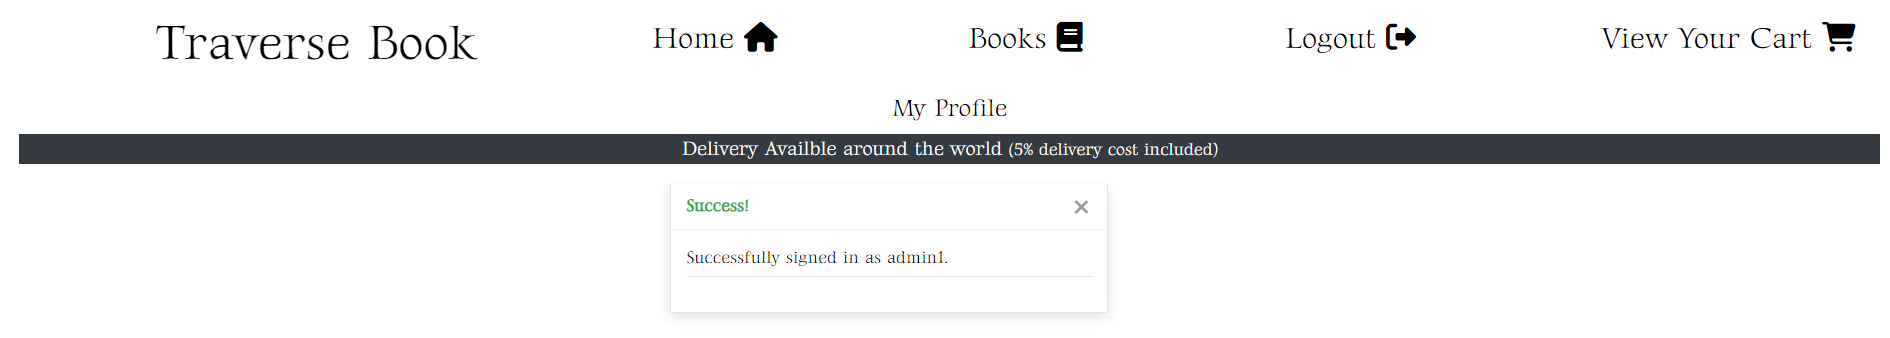 Traverse Book
Home
Books
Logout
View Your Cart
My Profile
Delivery Availble around the world (5% delivery cost included)
Success!
×
Successfully signed in as admin1.